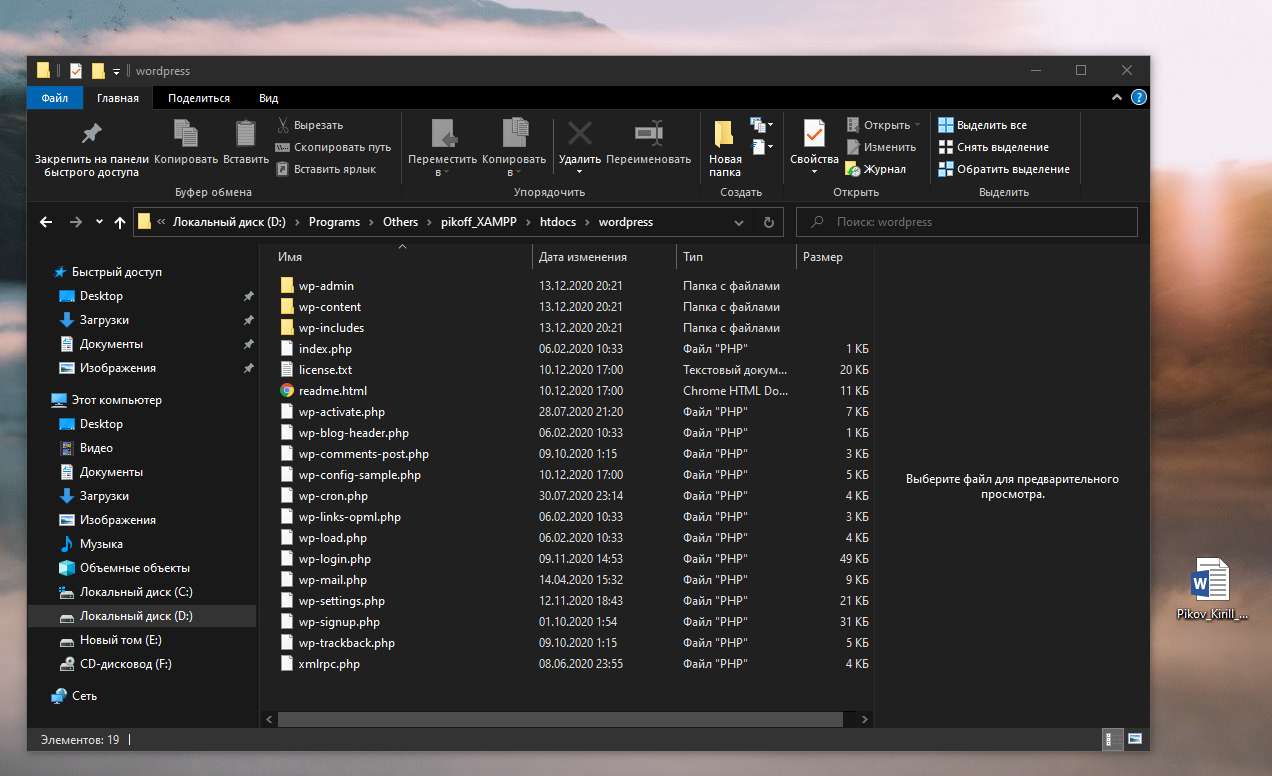 wordpress
Файл Главная Поделиться Вид
Закрепить на панели быстрого доступа
Копировать
Вставить
Вырезать
Скопировать путь
Вставить ярлык
Буфер обмена
Переместить в
Копировать в
Удалить
Переименовать
Упорядочить
Новая папка
Создать
Свойства
Открыть
Изменить
Журнал
Открыть
Выделить все
Снять выделение
Обратить выделение
Выделить
« Локальный диск (D:) › Programs › Others › pikoff_XAMPP › htdocs › wordpress
Поиск: wordpress
Быстрый доступ
Desktop
Загрузки
Документы
Изображения
Этот компьютер
Desktop
Видео
Документы
Загрузки
Изображения
Музыка
Объемные объекты
Локальный диск (C:)
Локальный диск (D:)
Новый том (E:)
CD-дисковод (F:)
Сеть
Имя Дата изменения Тип Размер
wp-admin 13.12.2020 20:21 Папка с файлами
wp-content 13.12.2020 20:21 Папка с файлами
wp-includes 13.12.2020 20:21 Папка с файлами
index.php 06.02.2020 10:33 Файл "PHP" 1 КБ
license.txt 10.12.2020 17:00 Текстовый докум... 20 КБ
readme.html 10.12.2020 17:00 Chrome HTML Do... 11 КБ
wp-activate.php 28.07.2020 21:20 Файл "PHP" 7 КБ
wp-blog-header.php 06.02.2020 10:33 Файл "PHP" 1 КБ
wp-comments-post.php 09.10.2020 1:15 Файл "PHP" 3 КБ
wp-config-sample.php 10.12.2020 17:00 Файл "PHP" 5 КБ
wp-cron.php 30.07.2020 23:14 Файл "PHP" 4 КБ
wp-links-opml.php 06.02.2020 10:33 Файл "PHP" 3 КБ
wp-load.php 06.02.2020 10:33 Файл "PHP" 4 КБ
wp-login.php 09.11.2020 14:53 Файл "PHP" 49 КБ
wp-mail.php 14.04.2020 15:32 Файл "PHP" 9 КБ
wp-settings.php 12.11.2020 18:43 Файл "PHP" 21 КБ
wp-signup.php 01.10.2020 1:54 Файл "PHP" 31 КБ
wp-trackback.php 09.10.2020 1:15 Файл "PHP" 5 КБ
xmlrpc.php 08.06.2020 23:55 Файл "PHP" 4 КБ
Выберите файл для предварительного
просмотра.
Pikov_Kirill_...
Элементов: 19